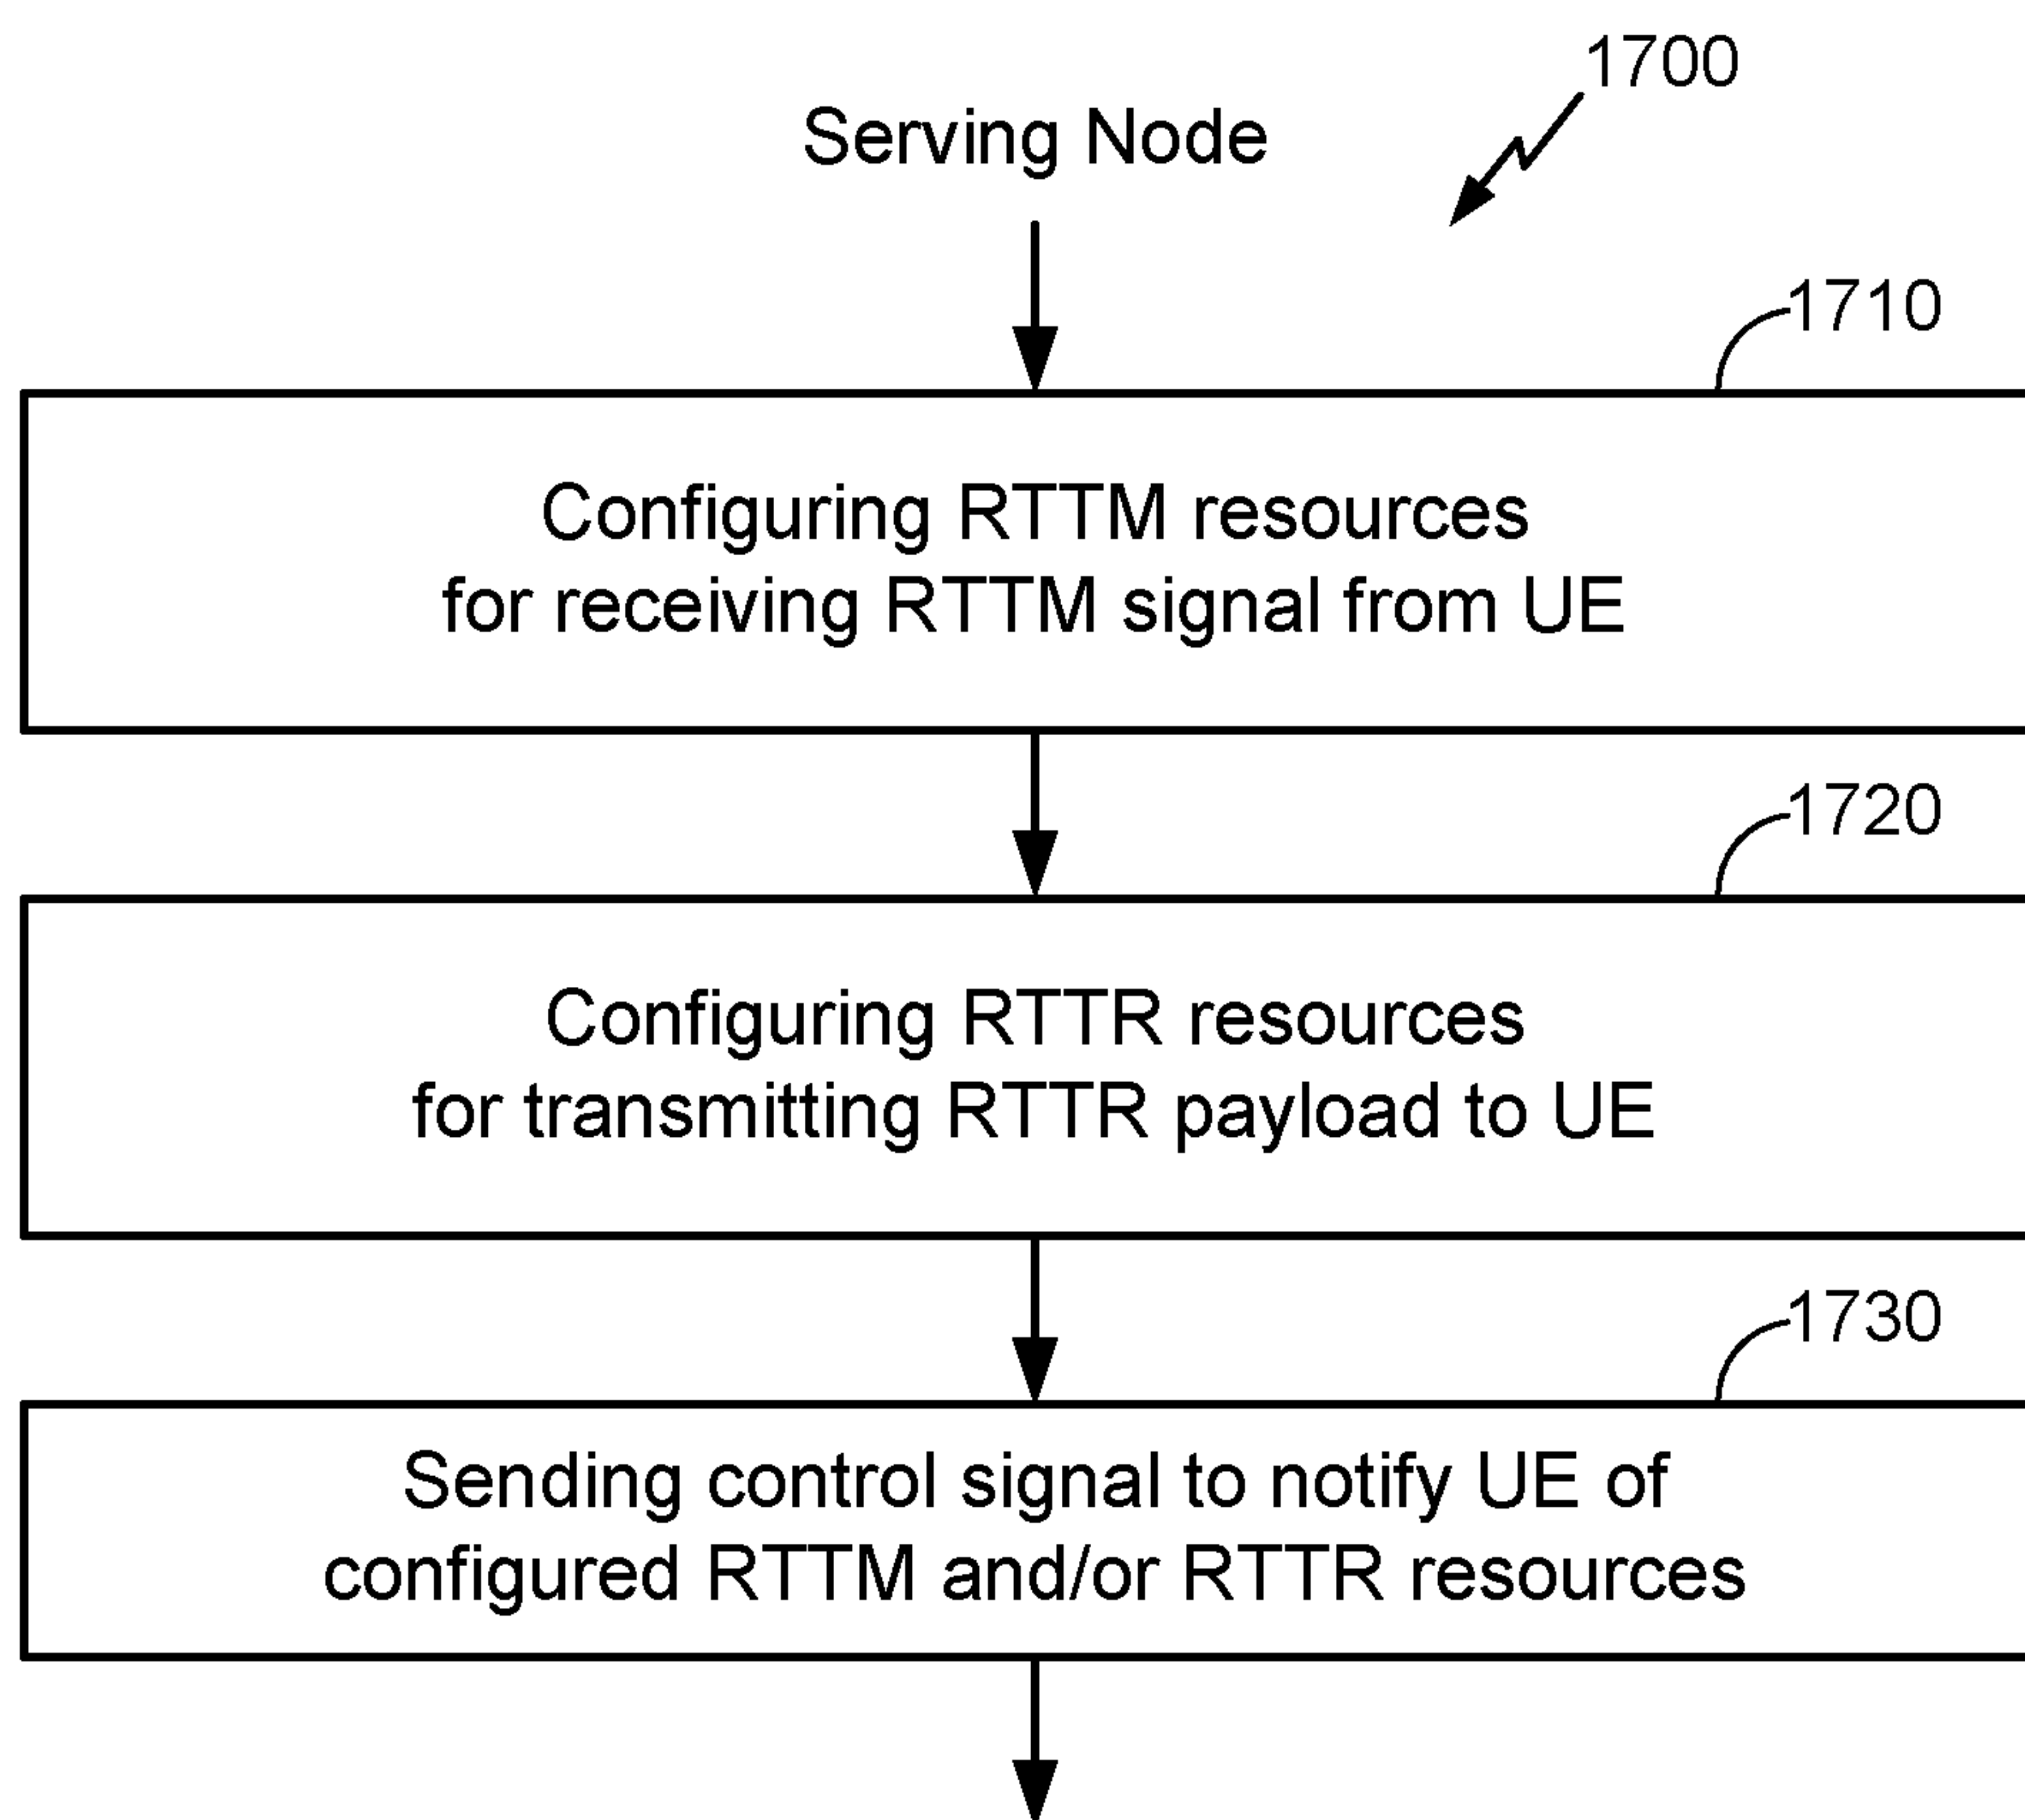 1700
Serving Node
1710
Configuring RTTM resources
for receiving RTTM signal from UE
1720
Configuring RTTR resources
for transmitting RTTR payload to UE
1730
Sending control signal to notify UE of
configured RTTM and/or RTTR resources